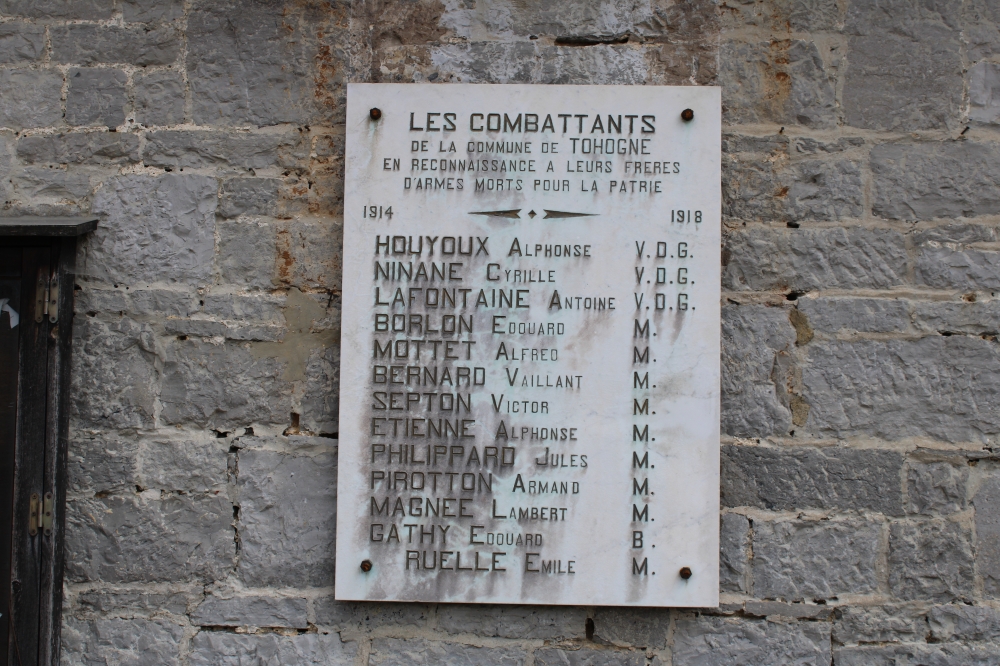 LES COMBATTANTS
DE LA COMMUNE DE TOHOGNE
EN RECONNAISSANCE A LEURS FRERES
D'ARMES MORTS POUR LA PATRIE
1914 1918
HOUYOUX ALPHONSE V.D.G.
NINANE CYRILLE V.D.G.
LAFONTAINE ANTOINE V.D.G.
BORLON EDOUARD M.
MOTTET ALFRED M.
BERNARD VAILLANT M.
SEPTON VICTOR M.
ETIENNE ALPHONSE M.
PHILIPPARD JULES M.
PIROTTON ARMAND M.
MAGNEE LAMBERT M.
GATHY EDOUARD B.
RUELLE EMILE M.